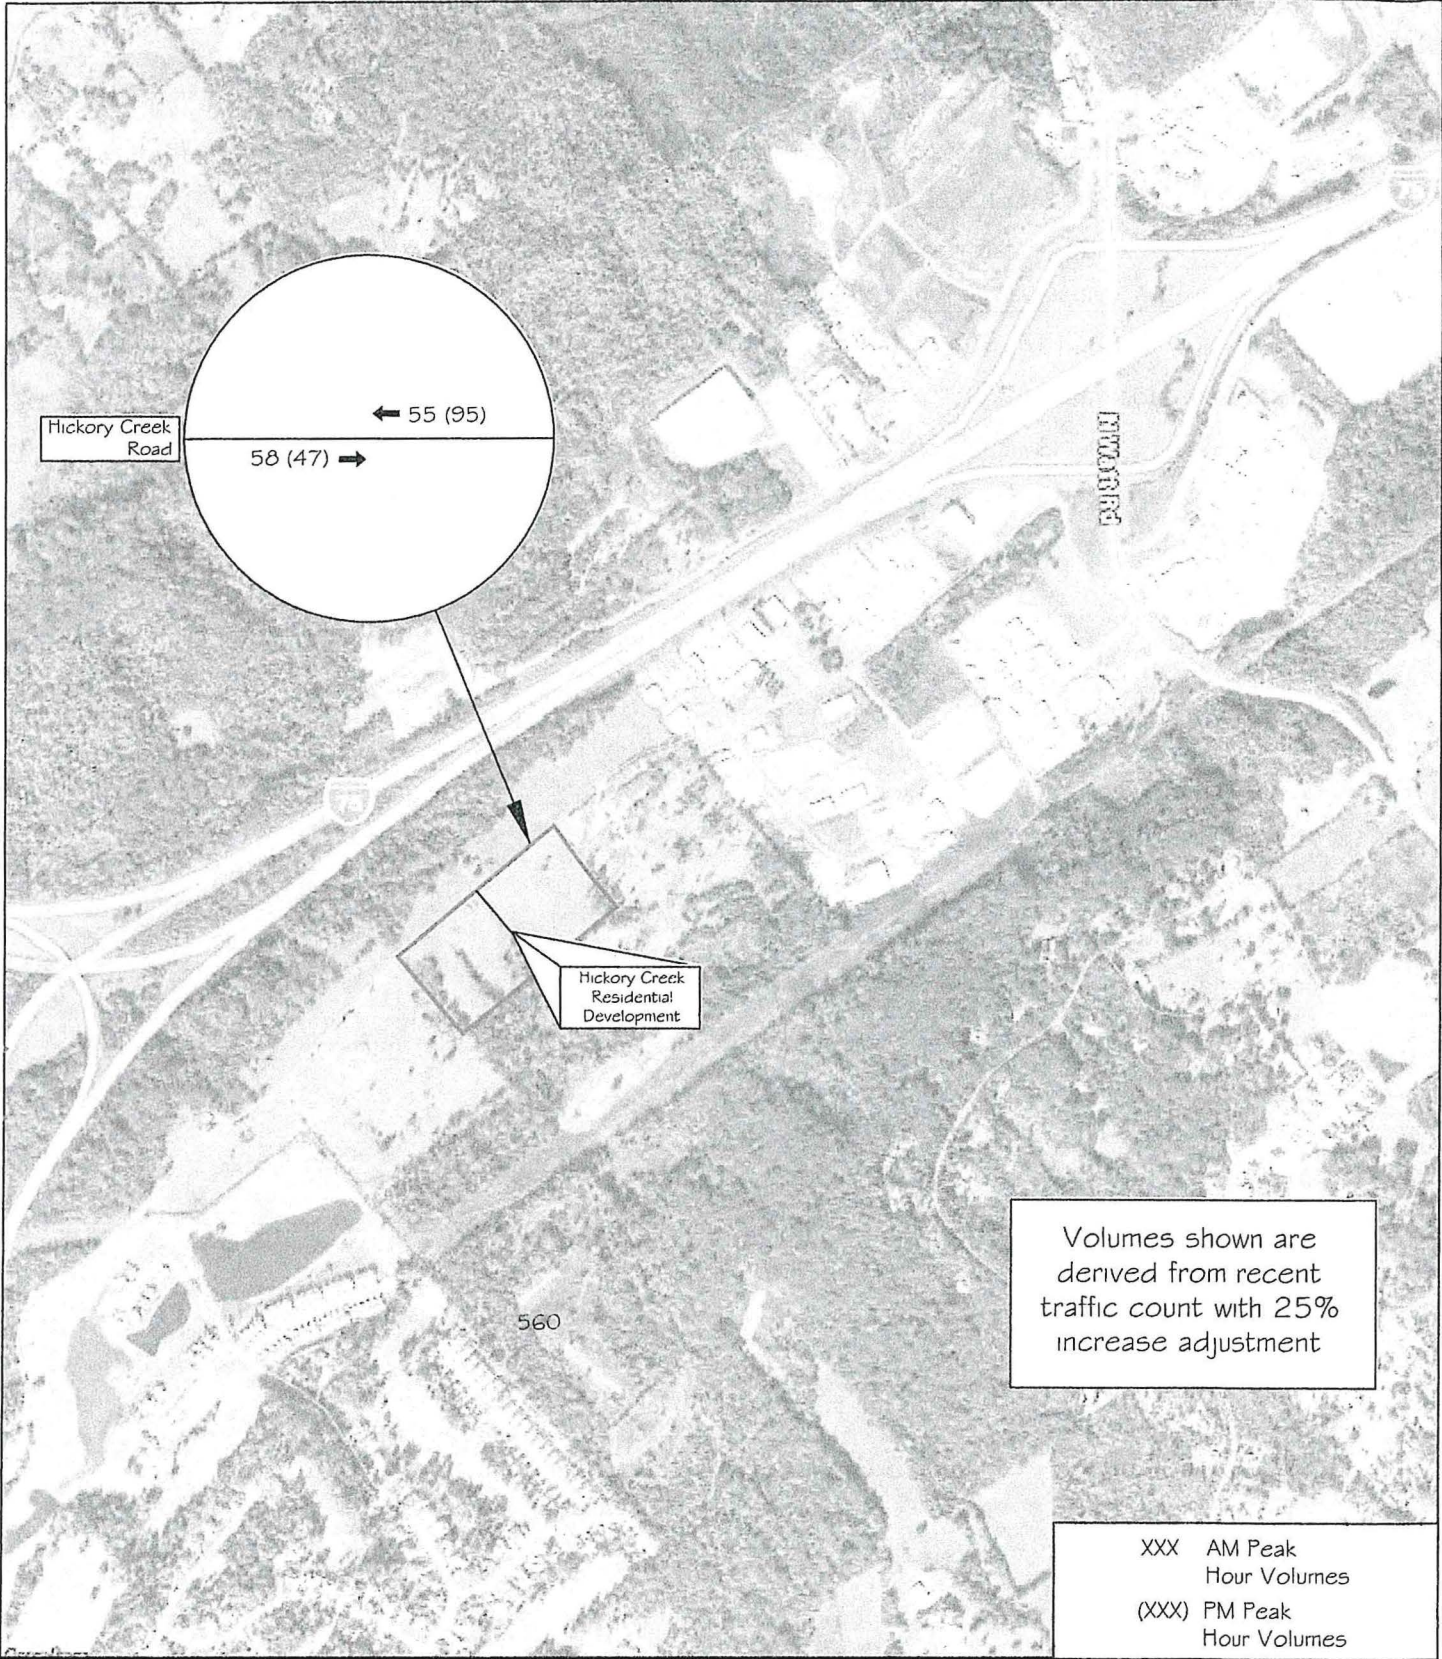 Hickory Creek
Road
← 55 (95)
58 (47) →
75
Hickory Creek
Residential
Development
560
Volumes shown are
derived from recent
traffic count with 25%
increase adjustment
XXX AM Peak
Hour Volumes
(XXX) PM Peak
Hour Volumes